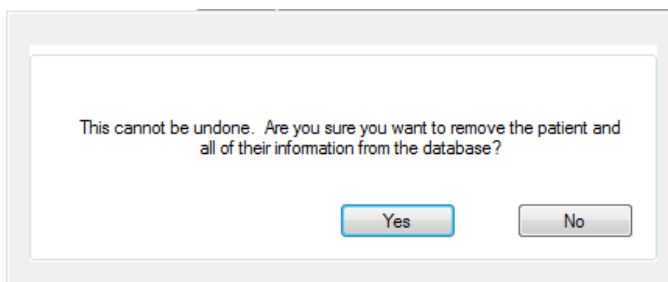 This cannot be undone.  Are you sure you want to remove the patient and
all of their information from the database?
Yes
No